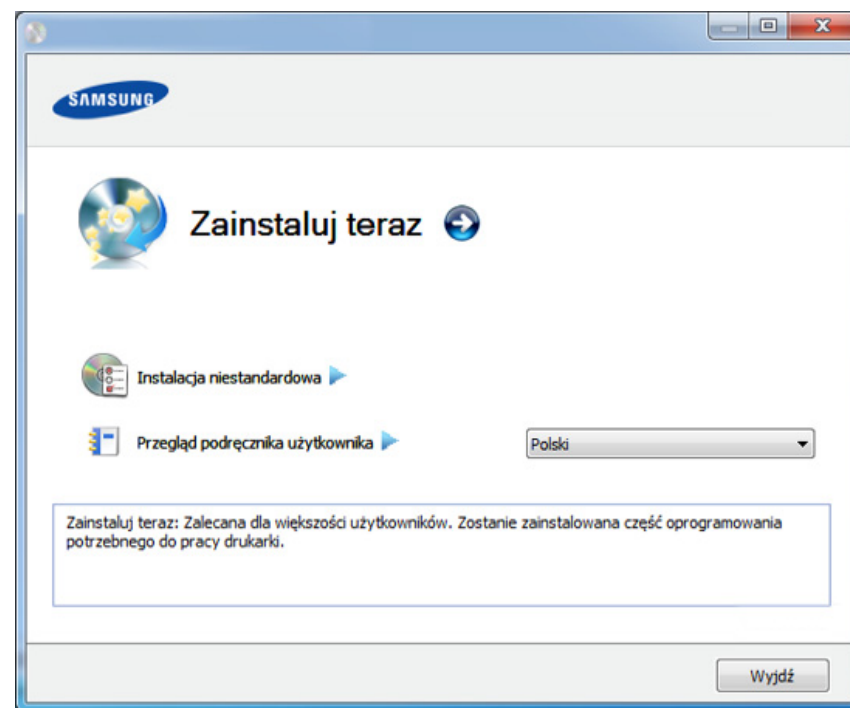 SAMSUNG
Zainstaluj teraz
Instalacja niestandardowa
Przegląd podręcznika użytkownika
Polski
Zainstaluj teraz: Zalecana dla większości użytkowników. Zostanie zainstalowana część oprogramowania
potrzebnego do pracy drukarki.
Wyjdź